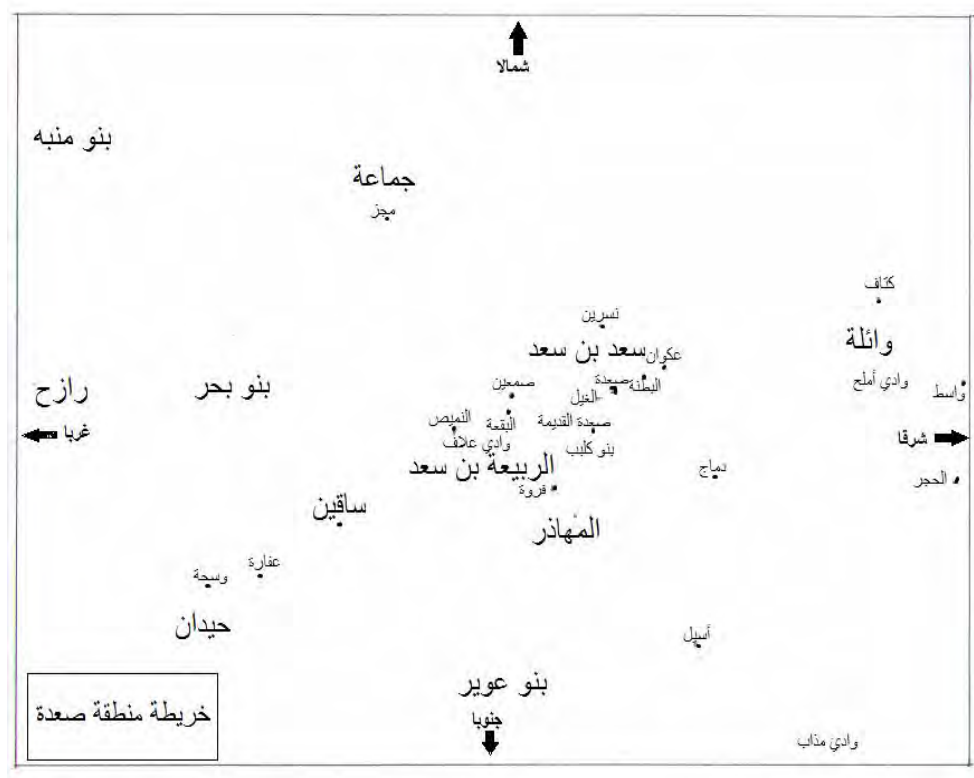 شمالا
بنو منبه
جماعة
مجز
كتاف
نسرين
وائلة
سعد بن سعد
عكوان
وادي أملح
واسط
رازح
بنو بحر
صمعين
الغيل
صعدة
البطنة
غربا
النميص
البقعة
صعدة القديمة
شرقا
وادي علاف
بنو كليب
الربيعة بن سعد
دماج
الحجر
فروة
ساقين
المهاذر
عفارة
وسحة
حيدان
أسيل
بنو عوير
خريطة منطقة صعدة
جنوبا
وادي مذاب